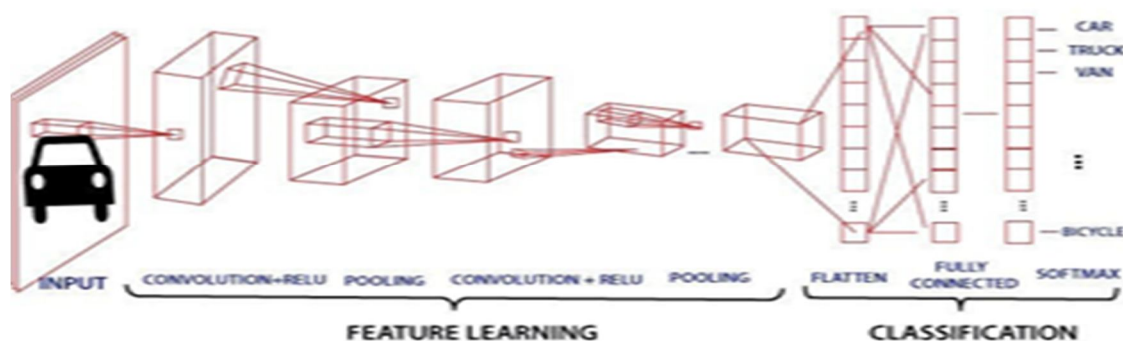 CAR
TRUCK
VAN
BICYCLE
INPUT
CONVOLUTION+RELU
POOLING
CONVOLUTION + RELU
POOLING
FLATTEN
FULLY
CONNECTED
SOFTMAX
FEATURE LEARNING
CLASSIFICATION